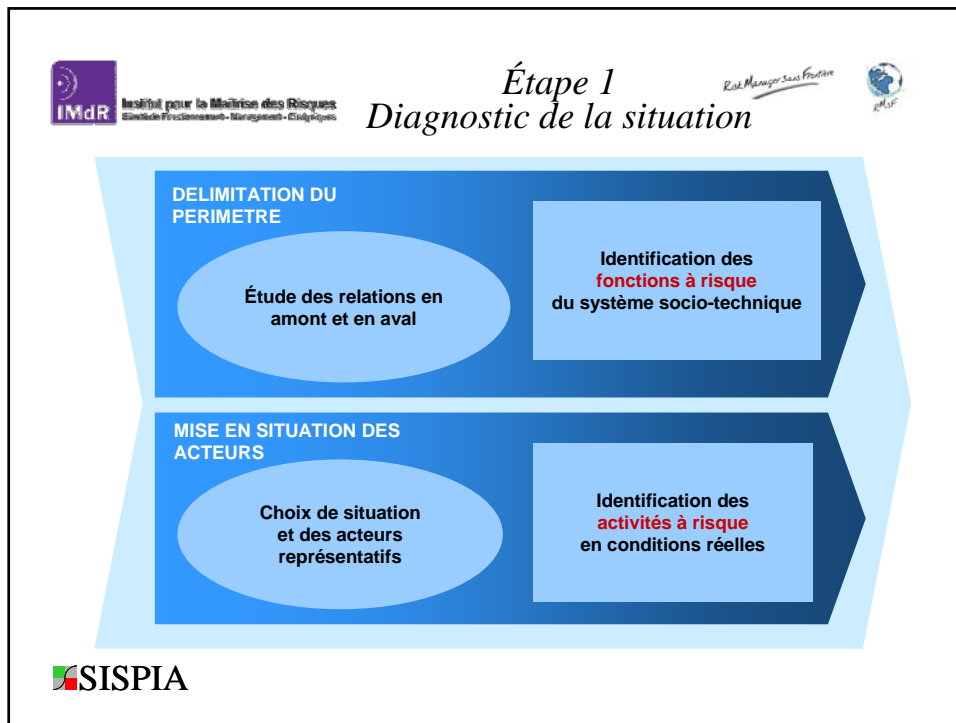 Étape 1
Diagnostic de la situation
IMdR
Institut pour la Maîtrise des Risques
Risk Manager Sans Frontière
DELIMITATION DU
PERIMETRE
Étude des relations en
amont et en aval
Identification des
fonctions à risque
du système socio-technique
MISE EN SITUATION DES
ACTEURS
Choix de situation
et des acteurs
représentatifs
Identification des
activités à risque
en conditions réelles
SISPIA